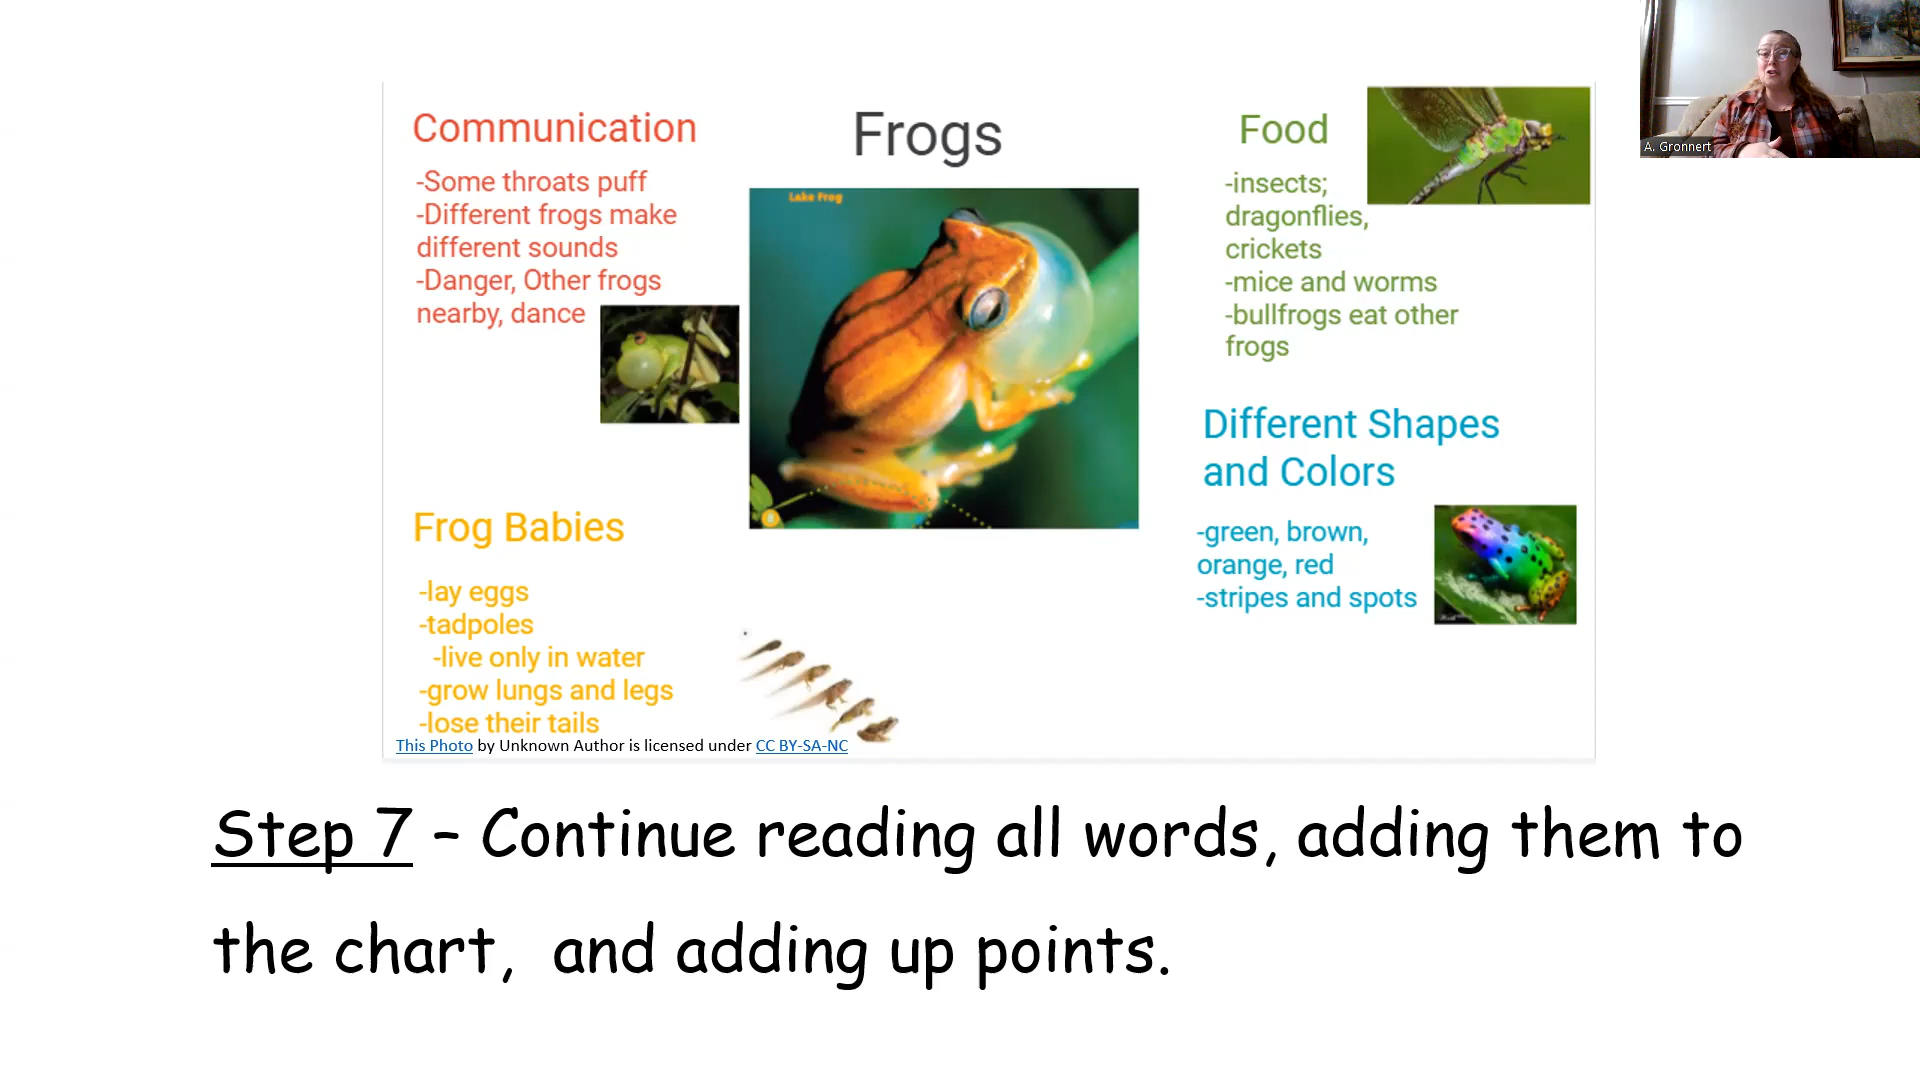 Communication
-Some throats puff
-Different frogs make
different sounds
-Danger, Other frogs
nearby, dance
Frogs
Lake Frog
8
Food
-insects;
dragonflies,
crickets
-mice and worms
-bullfrogs eat other
frogs
Different Shapes
and Colors
-green, brown,
orange, red
-stripes and spots
Frog Babies
-lay eggs
-tadpoles
-live only in water
-grow lungs and legs
-lose their tails
This Photo by Unknown Author is licensed under CC BY-SA-NC
Step 7 – Continue reading all words, adding them to
the chart, and adding up points.
A. Gronnert